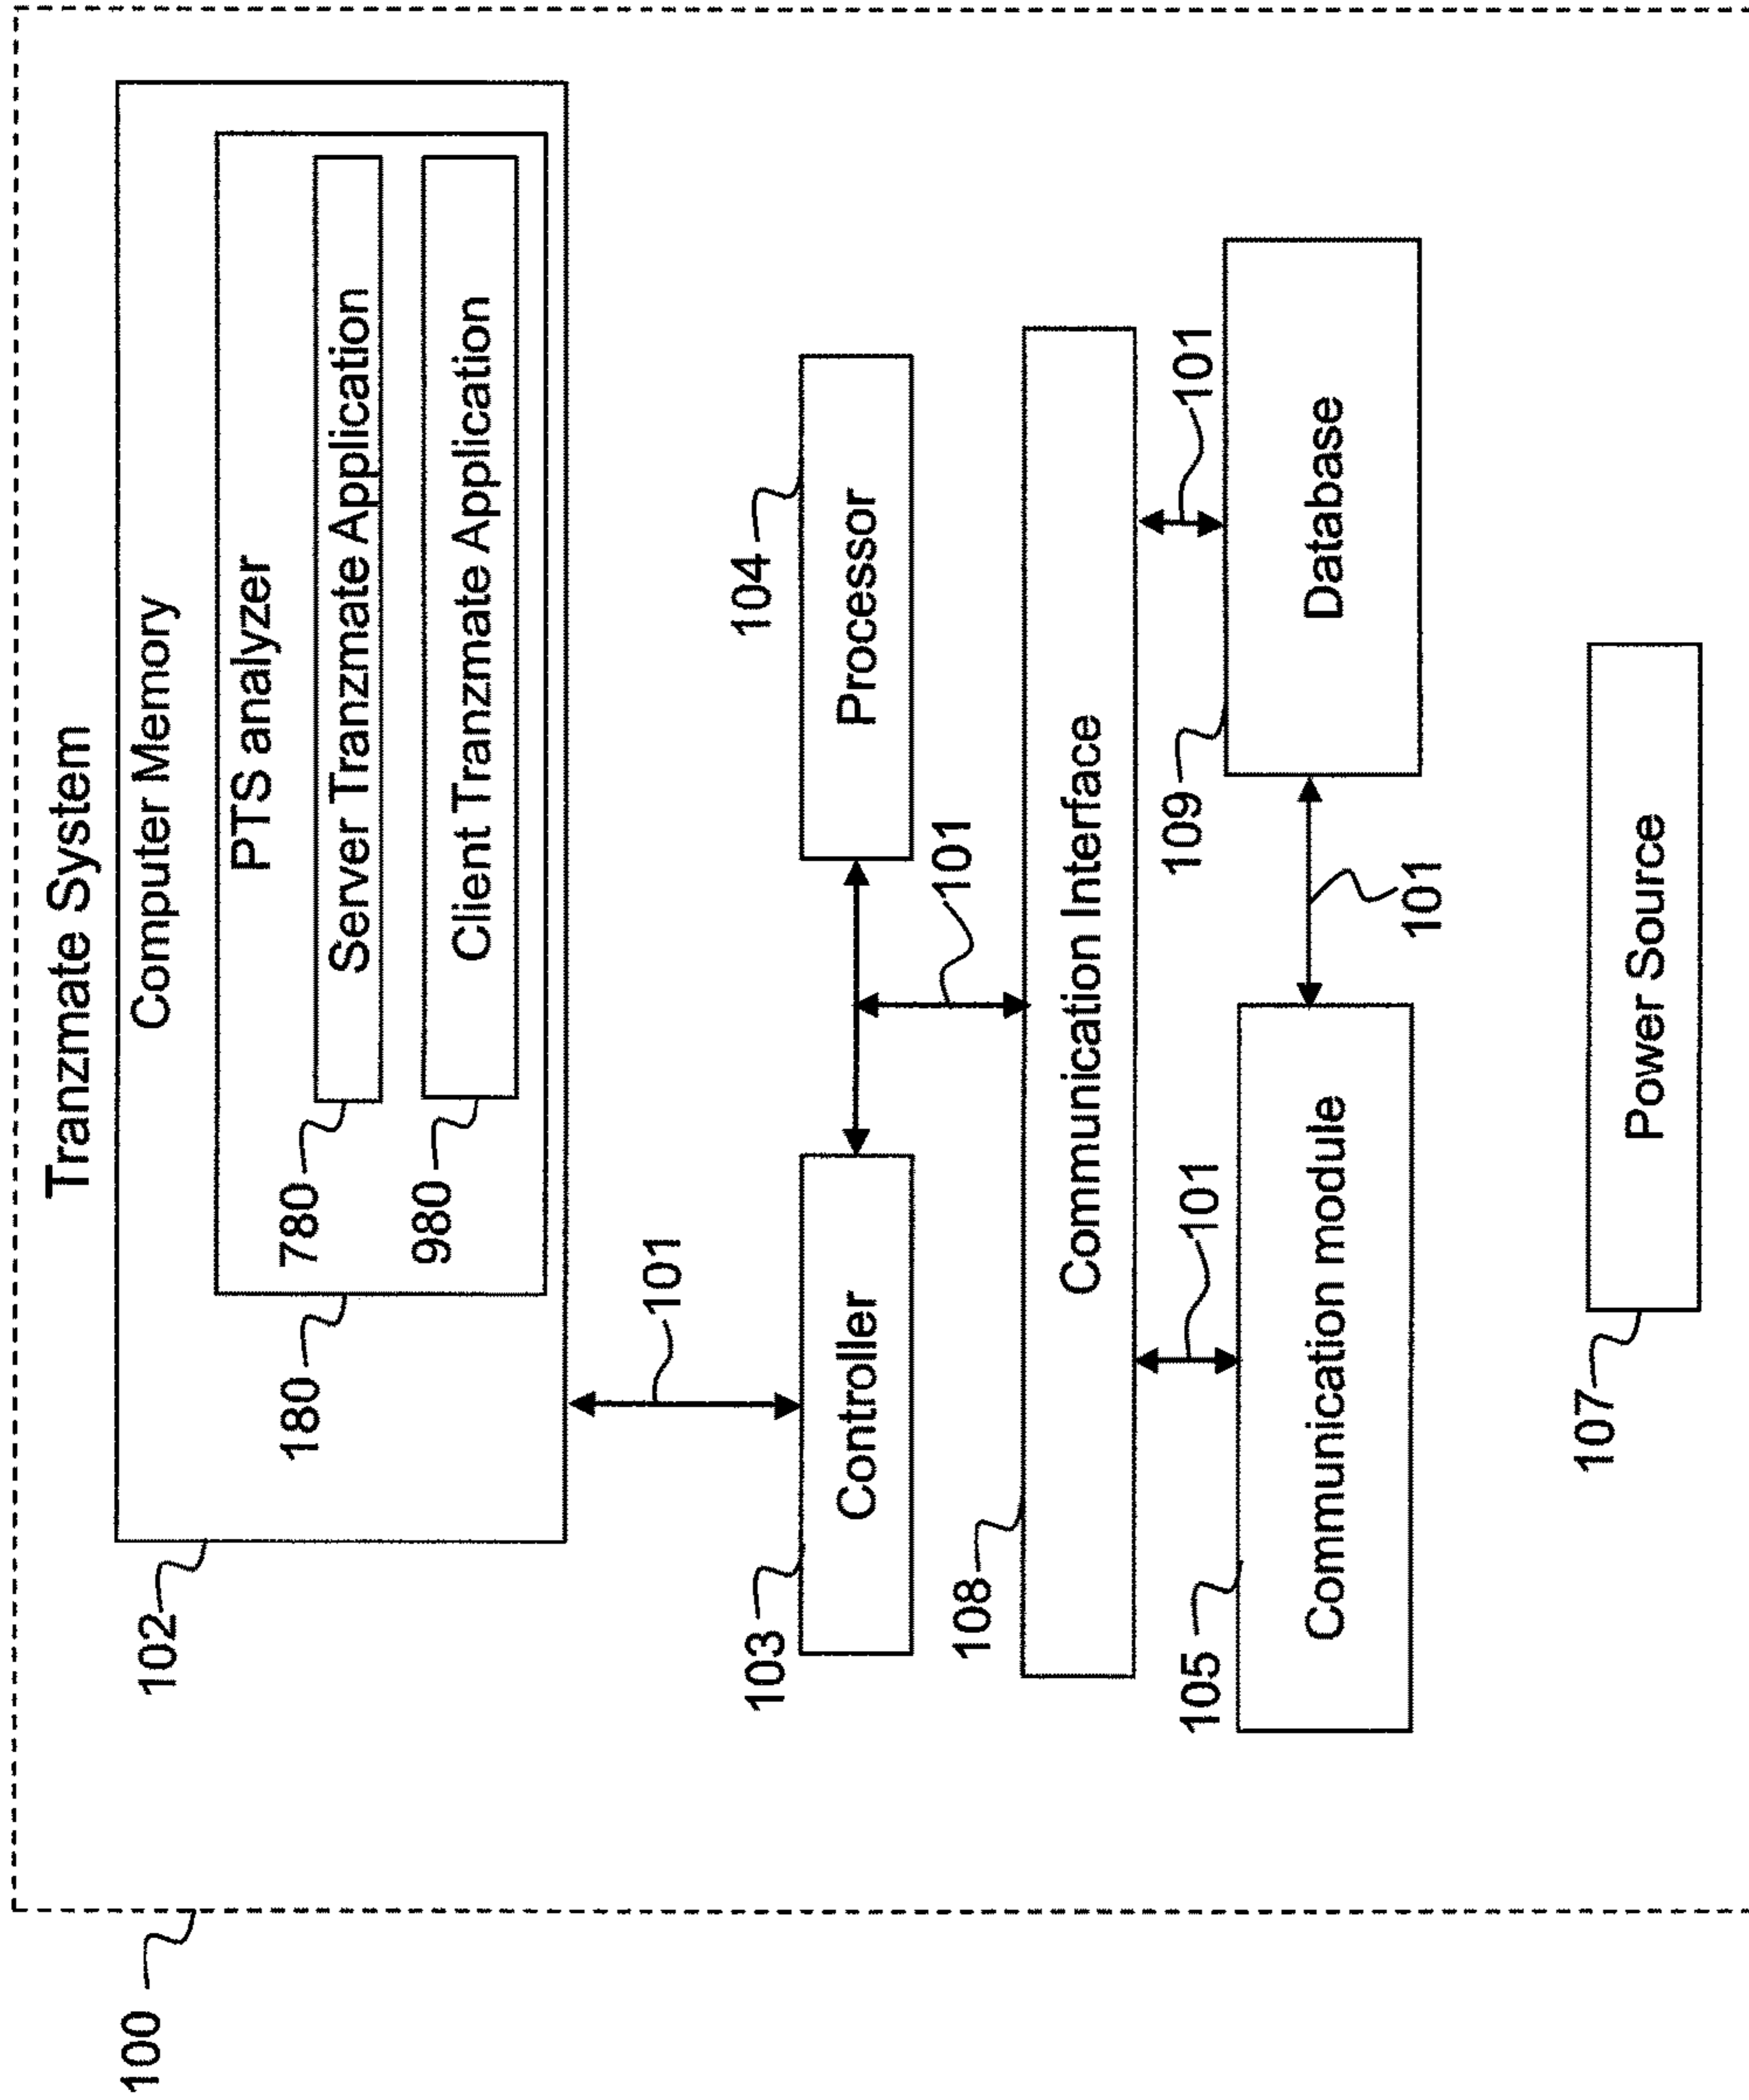 100
Tranzmate System
102
Computer Memory
180
PTS analyzer
780
Server Tranzmate Application
980
Client Tranzmate Application
101
103
Controller
104
Processor
101
108
Communication Interface
101
101
105
Communication module
109
Database
101
107
Power Source